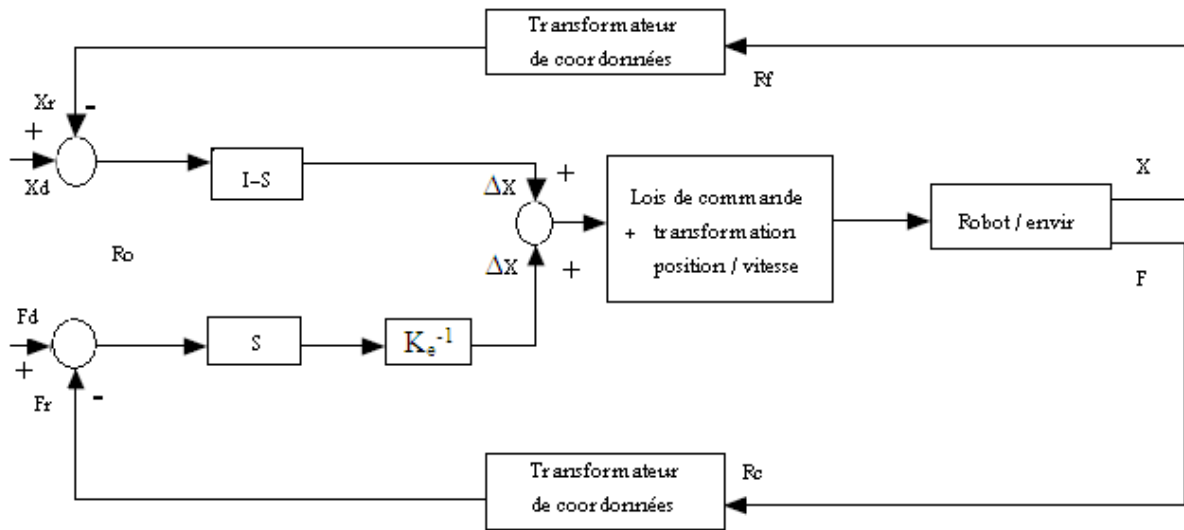 Transformateur
de coordonnées
Rf
Xr
-
+
Xd
I-S
ΔX
+
X
Lois de commande
+ transformation
position / vitesse
Robot / envir
Ro
ΔX
+
F
Fd
S
Ke-1
+
Fr
-
Transformateur
de coordonnées
Rc